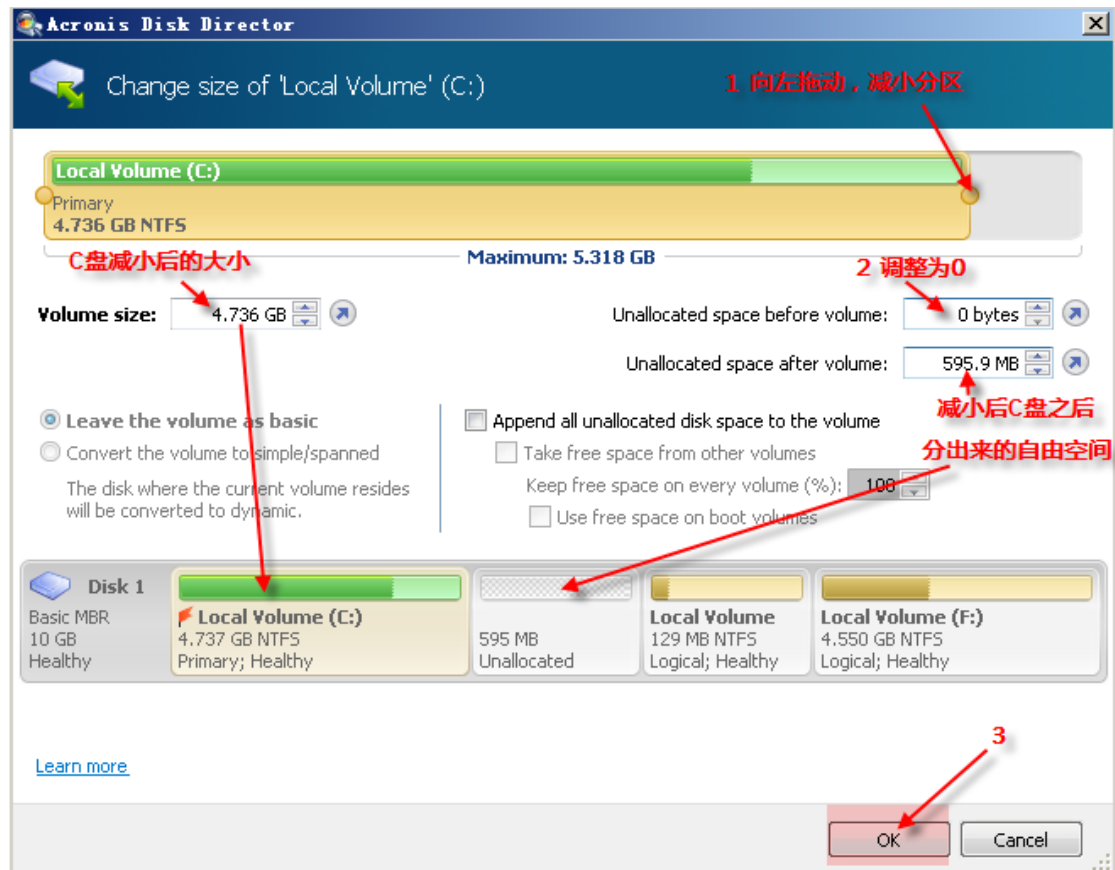 Acronis Disk Director
Change size of 'Local Volume' (C:)
1 向左拖动，减小分区
Local Volume (C:)
Primary
4.736 GB NTFS
C盘减小后的大小
Maximum: 5.318 GB
2 调整为0
Volume size: 4.736 GB
Unallocated space before volume: 0 bytes
Unallocated space after volume: 595.9 MB
减小后C盘之后
分出来的自由空间
Leave the volume as basic
Convert the volume to simple/spanned
The disk where the current volume resides
will be converted to dynamic.
Append all unallocated disk space to the volume
Take free space from other volumes
Keep free space on every volume (%): 100
Use free space on boot volumes
Disk 1
Basic MBR
10 GB
Healthy
Local Volume (C:)
4.737 GB NTFS
Primary; Healthy
595 MB
Unallocated
Local Volume
129 MB NTFS
Logical; Healthy
Local Volume (F:)
4.550 GB NTFS
Logical; Healthy
3
Learn more
OK
Cancel